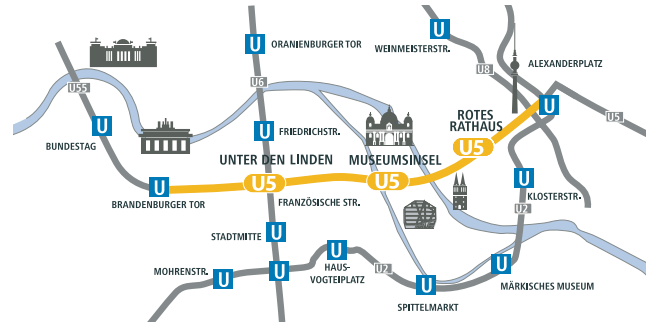 U
ORANIENBURGER TOR
WEINMEISTERSTR.
U
ALEXANDERPLATZ
U8
U55
U6
U
U5
ROTES
RATHAUS
U
BUNDESTAG
U
FRIEDRICHSTR.
U5
UNTER DEN LINDEN
MUSEUMSINSEL
U
BRANDENBURGER TOR
U5
U5
U
KLOSTERSTR.
FRANZÖSISCHE STR.
U2
STADTMITTE
U
MOHRENSTR.
U
U
U
HAUS-
VOGTEIPLATZ
U2
U
SPITTELMARKT
U
MÄRKISCHES MUSEUM